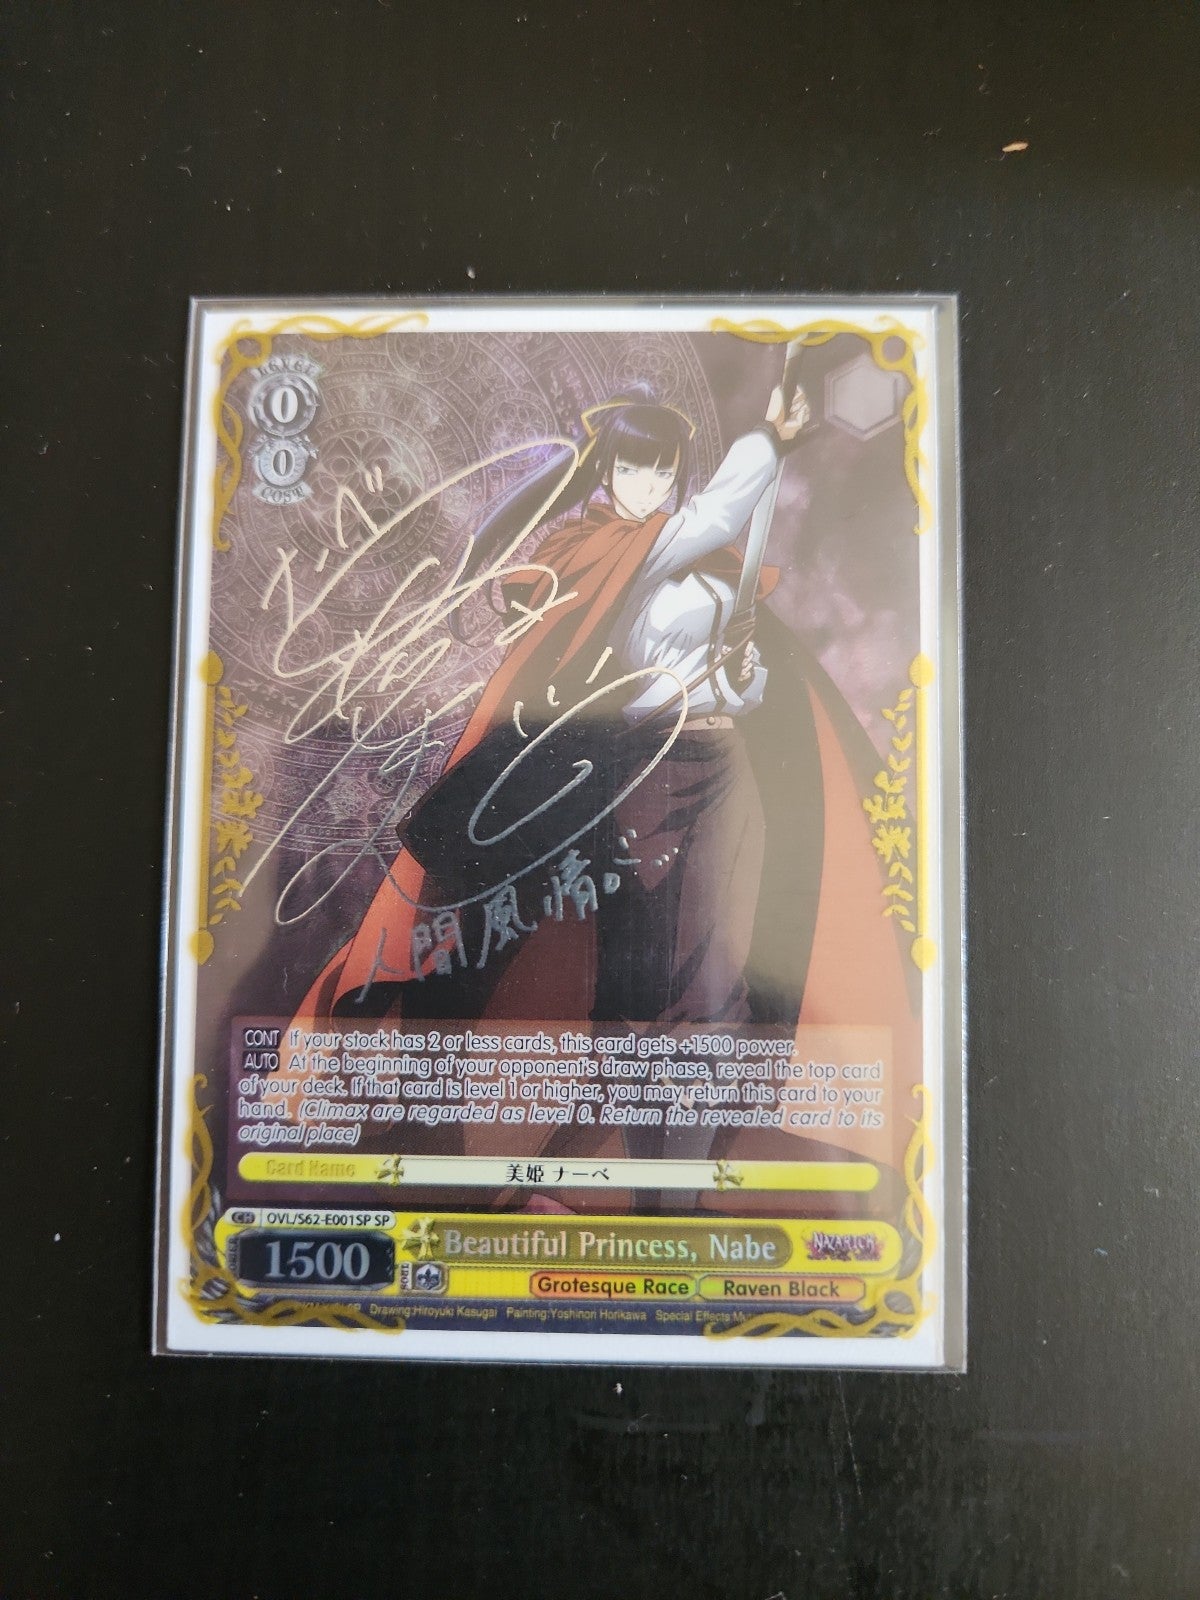 LEVEL
0
0
COST
人間風情。
CONT If your stock has 2 or less cards, this card gets +1500 power.
AUTO At the beginning of your opponent's draw phase, reveal the top card
of your deck. If that card is level 1 or higher, you may return this card to your
hand. (Climax are regarded as level 0. Return the revealed card to its
original place)
Card Name 美姫 ナーベ
CH OVL/S62-E001SP SP
1500 Beautiful Princess, Nabe NAZARICK
Grotesque Race Raven Black
Drawing:Hiroyuki Kasugai Painting:Yoshinori Horikawa Special Effects